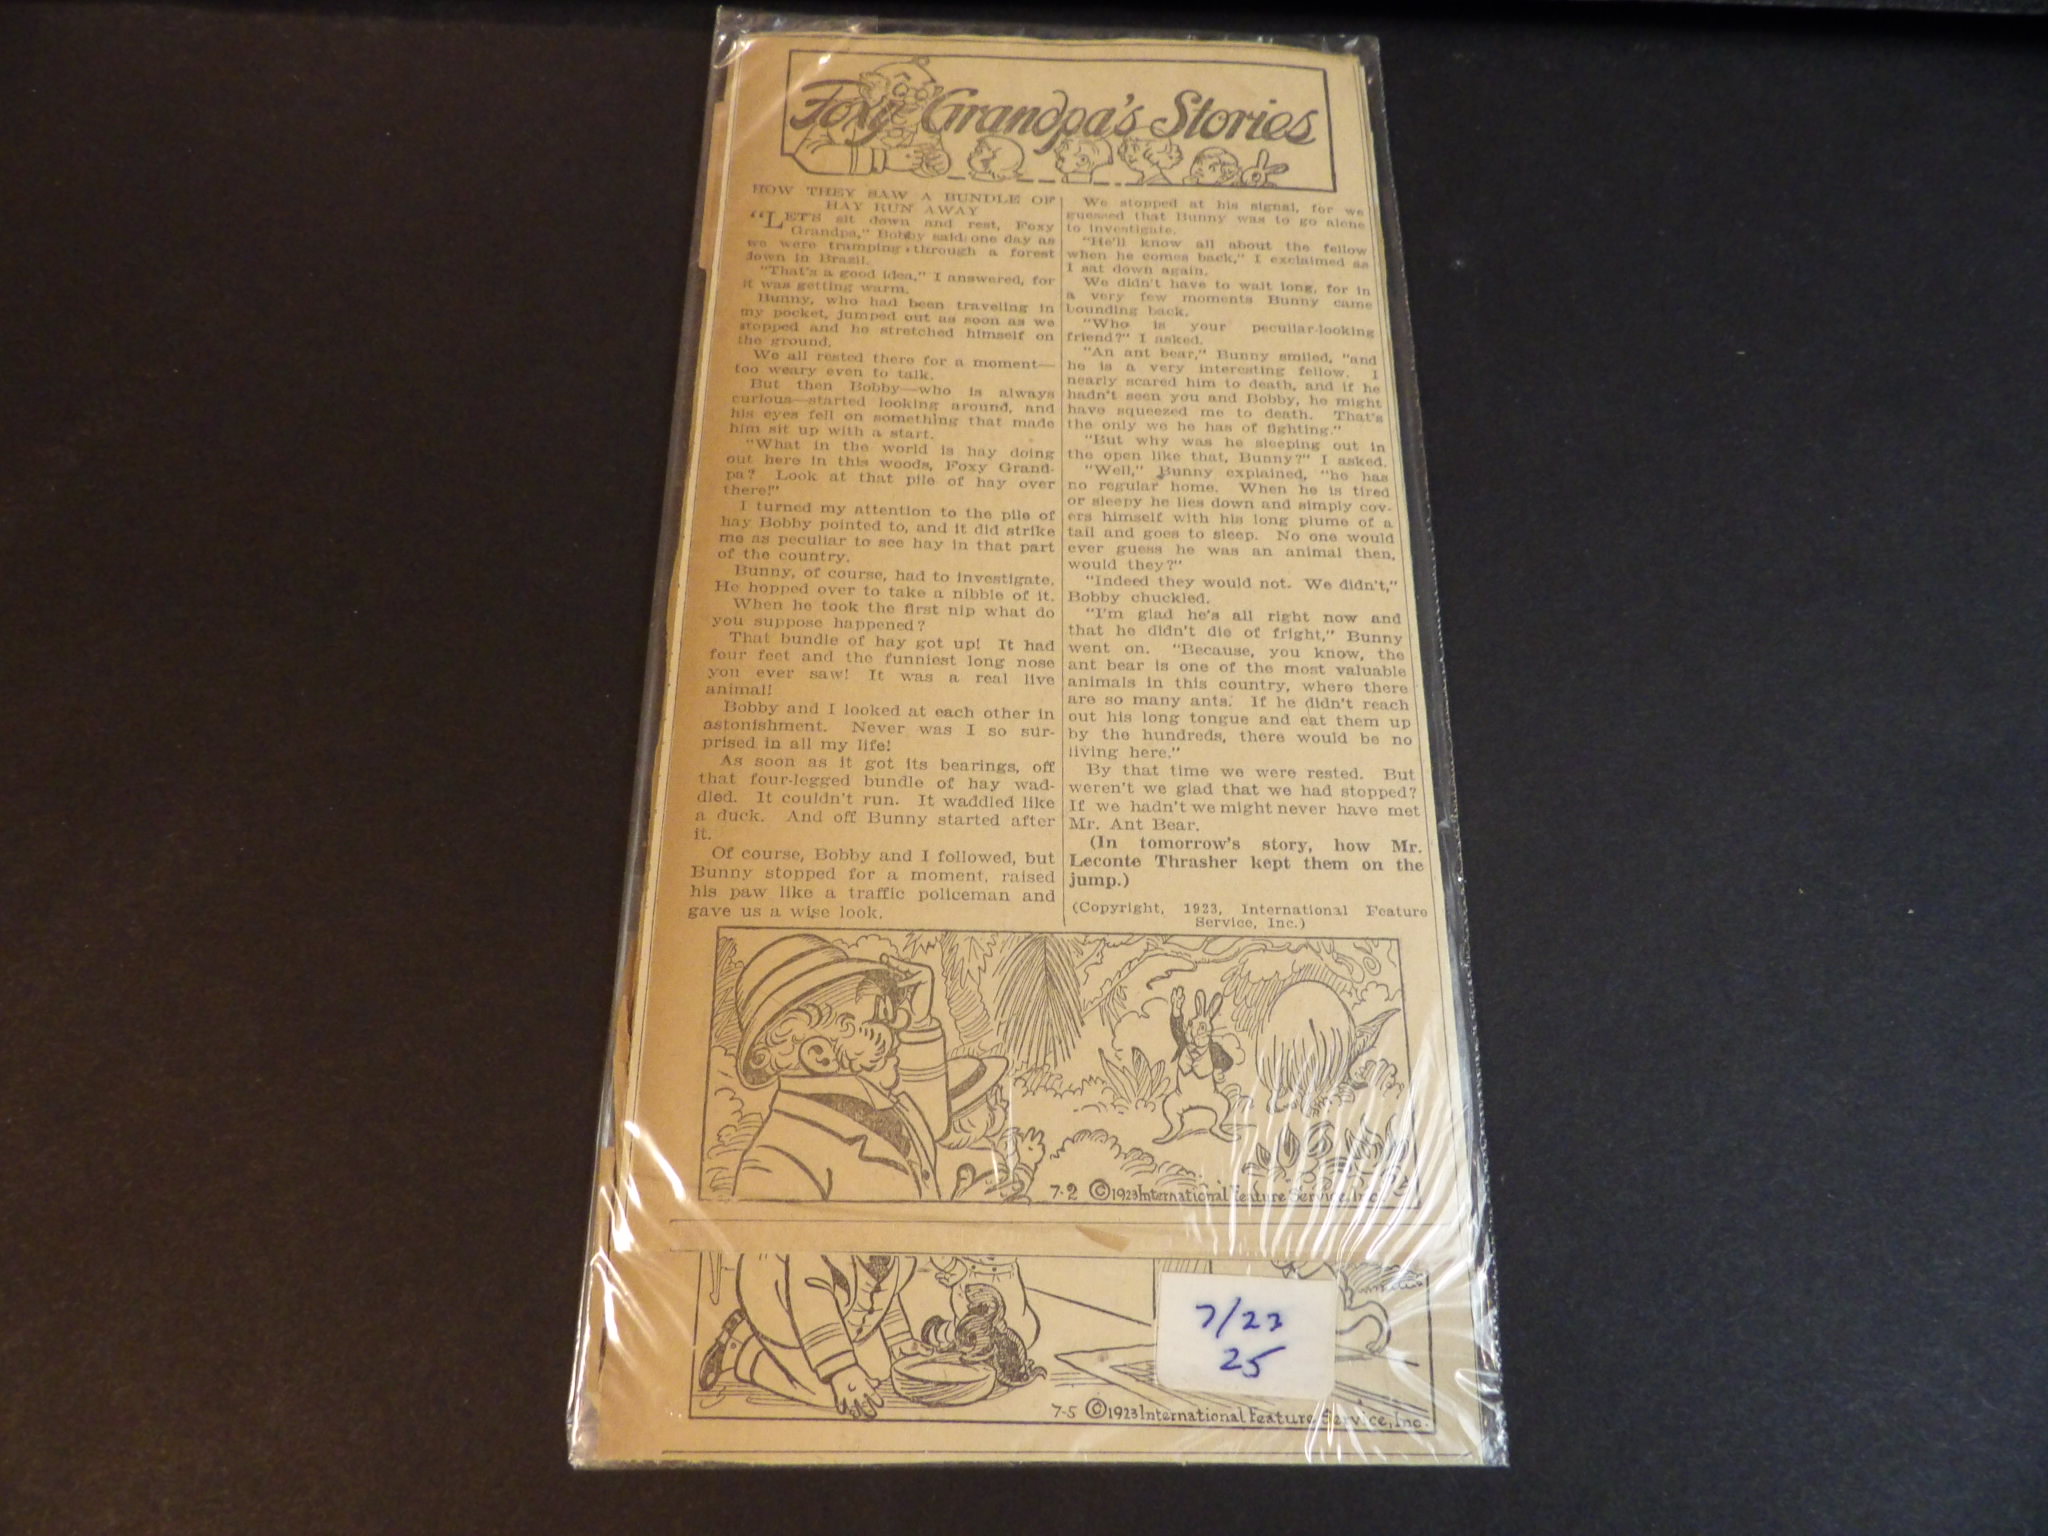 Foxy Grandpa's Stories
HOW THEY SAW A BUNDLE OF
HAY RUN AWAY
"LET'S sit down and rest, Foxy
Grandpa," Bobby said one day as
we were tramping through a forest
down in Brazil.
"That's a good idea," I answered, for
it was getting warm.
Bunny, who had been traveling in
my pocket, jumped out as soon as we
stopped and he stretched himself on
the ground.
We all rested there for a moment—
too weary even to talk.
But then Bobby—who is always
curious—started looking around, and
his eyes fell on something that made
him sit up with a start.
"What in the world is hay doing
out here in this woods, Foxy Grand-
pa? Look at that pile of hay over
there!"
I turned my attention to the pile of
hay Bobby pointed to, and it did strike
me as peculiar to see hay in that part
of the country.
Bunny, of course, had to investigate.
He hopped over to take a nibble of it.
When he took the first nip what do
you suppose happened?
That bundle of hay got up! It had
four feet and the funniest long nose
you ever saw! It was a real live
animal!
Bobby and I looked at each other in
astonishment. Never was I so sur-
prised in all my life!
As soon as it got its bearings, off
that four-legged bundle of hay wad-
dled. It couldn't run. It waddled like
a duck. And off Bunny started after
it.
Of course, Bobby and I followed, but
Bunny stopped for a moment, raised
his paw like a traffic policeman and
gave us a wise look.
We stopped at his signal, for we
guessed that Bunny was to go alone
to investigate.
"He'll know all about the fellow
when he comes back," I exclaimed as
I sat down again.
We didn't have to wait long, for in
a very few moments Bunny came
bounding back.
"Who is your peculiar-looking
friend?" I asked.
"An ant bear," Bunny smiled, "and
he is a very interesting fellow. I
nearly scared him to death, and if he
hadn't seen you and Bobby, he might
have squeezed me to death. That's
the only we he has of fighting."
"But why was he sleeping out in
the open like that, Bunny?" I asked.
"Well," Bunny explained, "he has
no regular home. When he is tired
or sleepy he lies down and simply cov-
ers himself with his long plume of a
tail and goes to sleep. No one would
ever guess he was an animal then,
would they?"
"Indeed they would not. We didn't,"
Bobby chuckled.
"I'm glad he's all right now and
that he didn't die of fright," Bunny
went on. "Because, you know, the
ant bear is one of the most valuable
animals in this country, where there
are so many ants. If he didn't reach
out his long tongue and eat them up
by the hundreds, there would be no
living here."
By that time we were rested. But
weren't we glad that we had stopped?
If we hadn't we might never have met
Mr. Ant Bear.
(In tomorrow's story, how Mr.
Leconte Thrasher kept them on the
jump.)
(Copyright, 1923, International Feature
Service, Inc.)
7-2 ©1923 International Feature Service, Inc.
7/23
25
7-5 ©1923 International Feature Service, Inc.